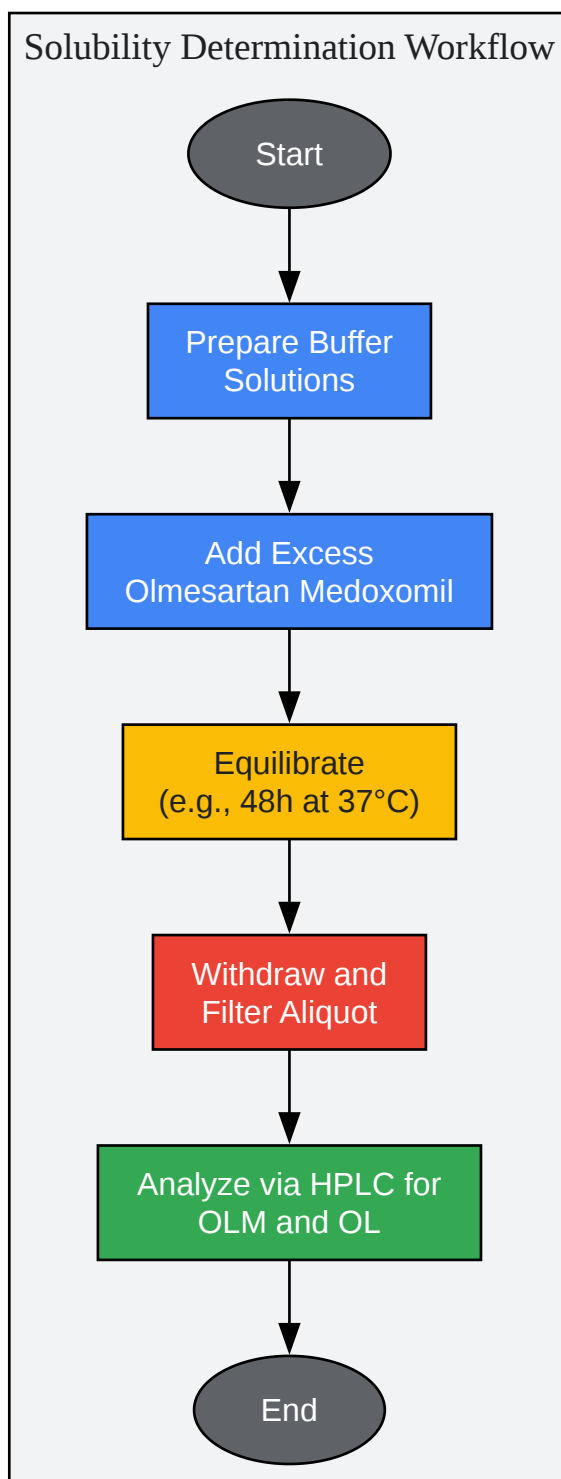 Solubility Determination Workflow
Start
Prepare Buffer
Solutions
Add Excess
Olmesartan Medoxomil
Equilibrate
(e.g., 48h at 37°C)
Withdraw and
Filter Aliquot
Analyze via HPLC for
OLM and OL
End